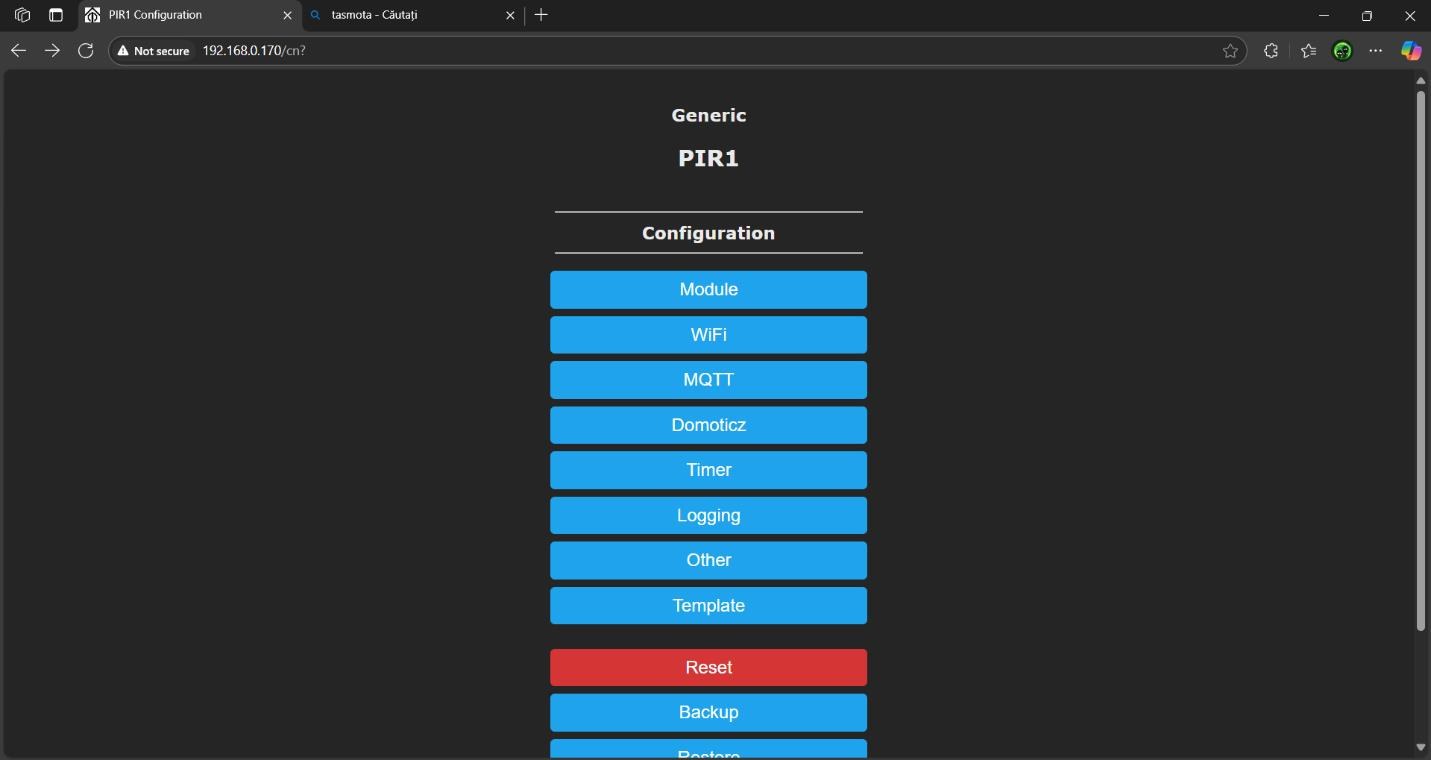 PIR1 Configuration
tasmota - Căutați
Not secure
192.168.0.170/cn?
Generic
PIR1
Configuration
Module
WiFi
MQTT
Domoticz
Timer
Logging
Other
Template
Reset
Backup
Restore